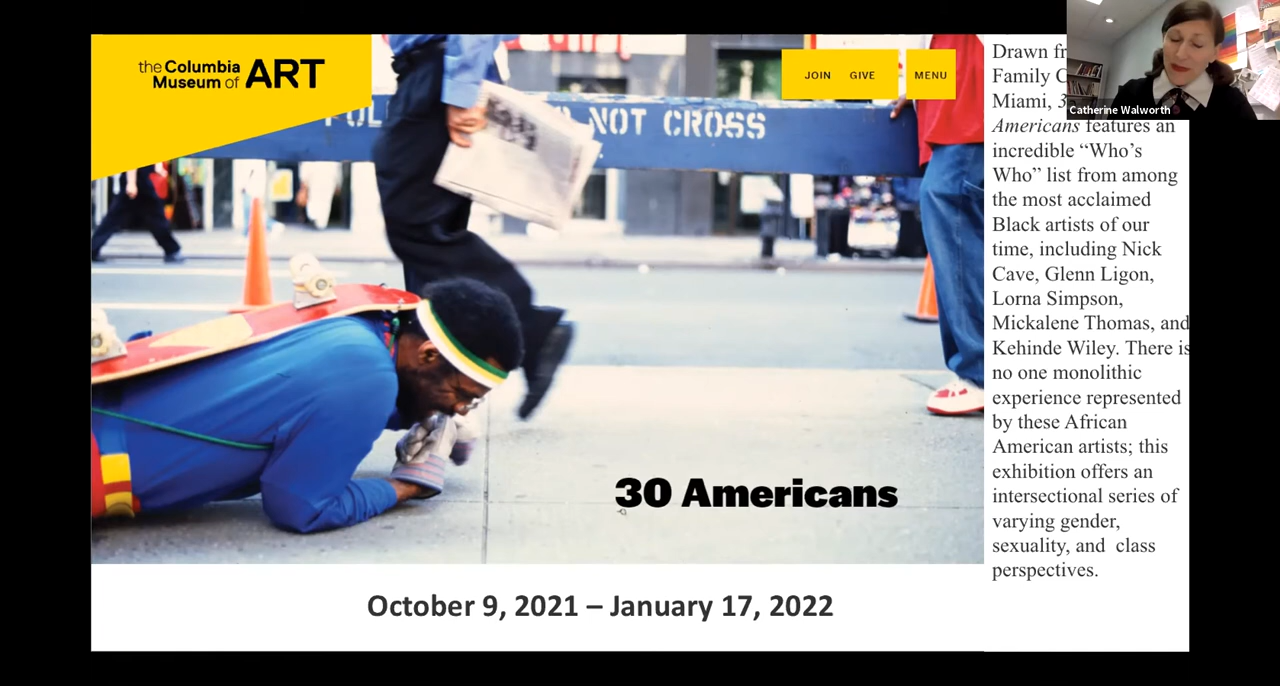 the Columbia
Museum of ART
JOIN GIVE MENU
NOT CROSS
30 Americans
October 9, 2021 – January 17, 2022
Drawn
Family
Miami,
Americans features an
incredible “Who’s
Who” list from among
the most acclaimed
Black artists of our
time, including Nick
Cave, Glenn Ligon,
Lorna Simpson,
Mickalene Thomas, and
Kehinde Wiley. There is
no one monolithic
experience represented
by these African
American artists; this
exhibition offers an
intersectional series of
varying gender,
sexuality, and class
perspectives.
Catherine Walworth